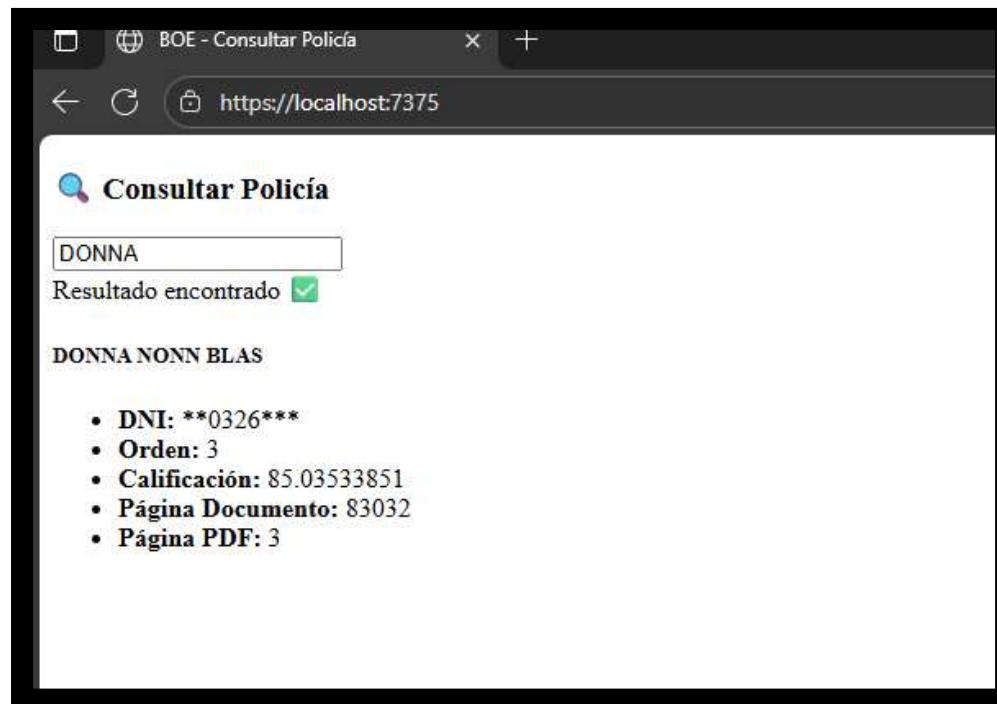 BOE - Consultar Policía
https://localhost:7375
Consultar Policía
DONNA
Resultado encontrado
DONNA NONN BLAS
DNI: **0326***
Orden: 3
Calificación: 85.03533851
Página Documento: 83032
Página PDF: 3